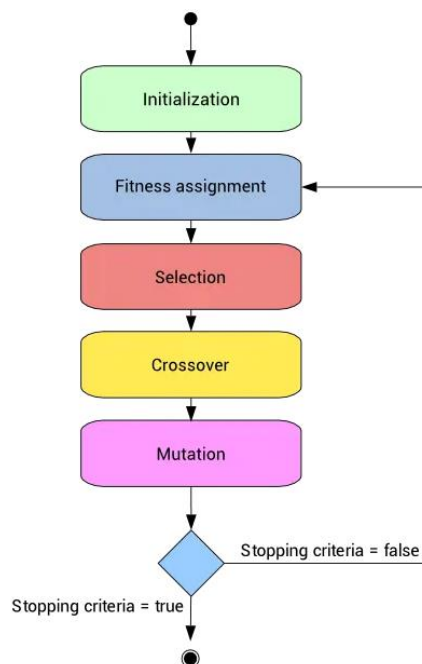 Initialization
Fitness assignment
Selection
Crossover
Mutation
Stopping criteria = false
Stopping criteria = true